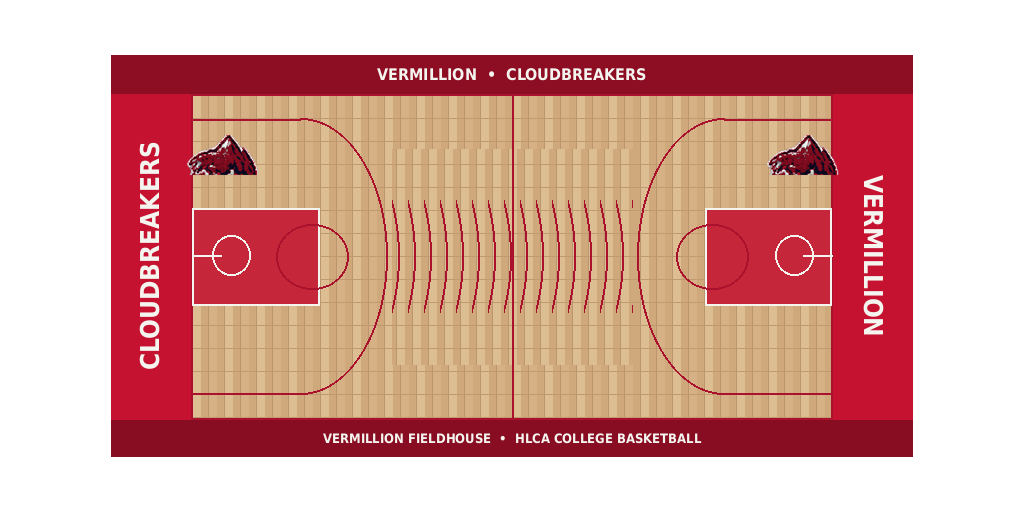 VERMILLION • CLOUDBREAKERS
CLOUDBREAKERS
VERMILLION
VERMILLION FIELDHOUSE • HLCA COLLEGE BASKETBALL